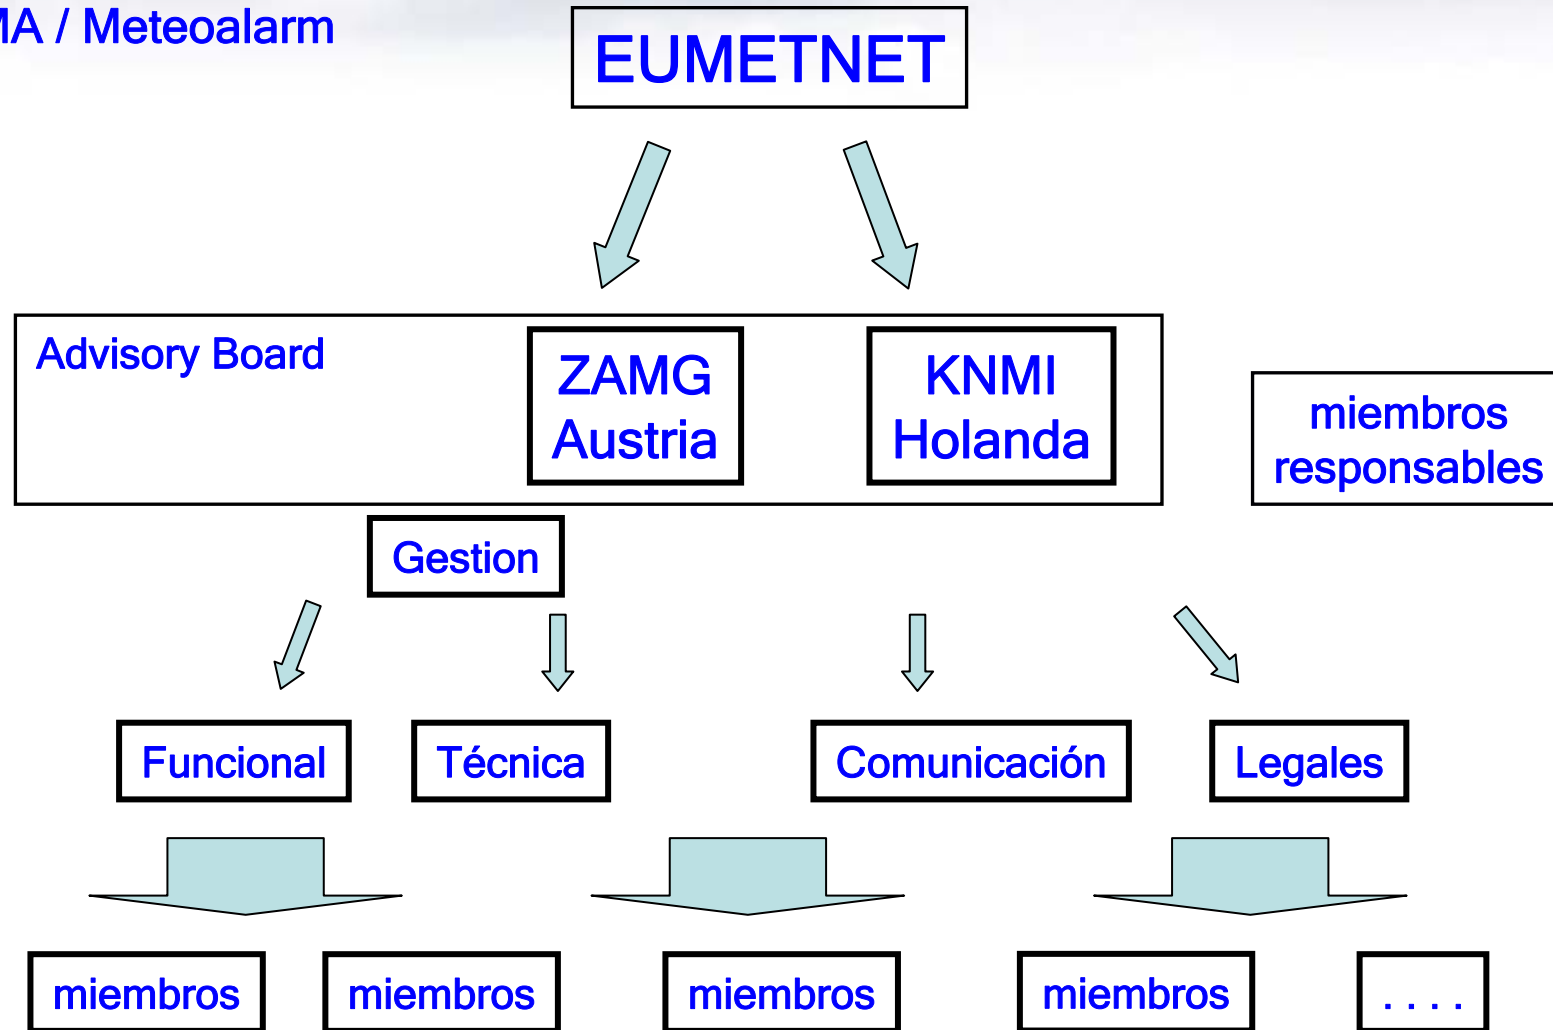 / Meteoalarm
EUMETNET
Advisory Board
ZAMG
Austria
KNMI
Holanda
miembros
responsables
Gestion
Funcional
Técnica
Comunicación
Legales
miembros
miembros
miembros
miembros
. . . .